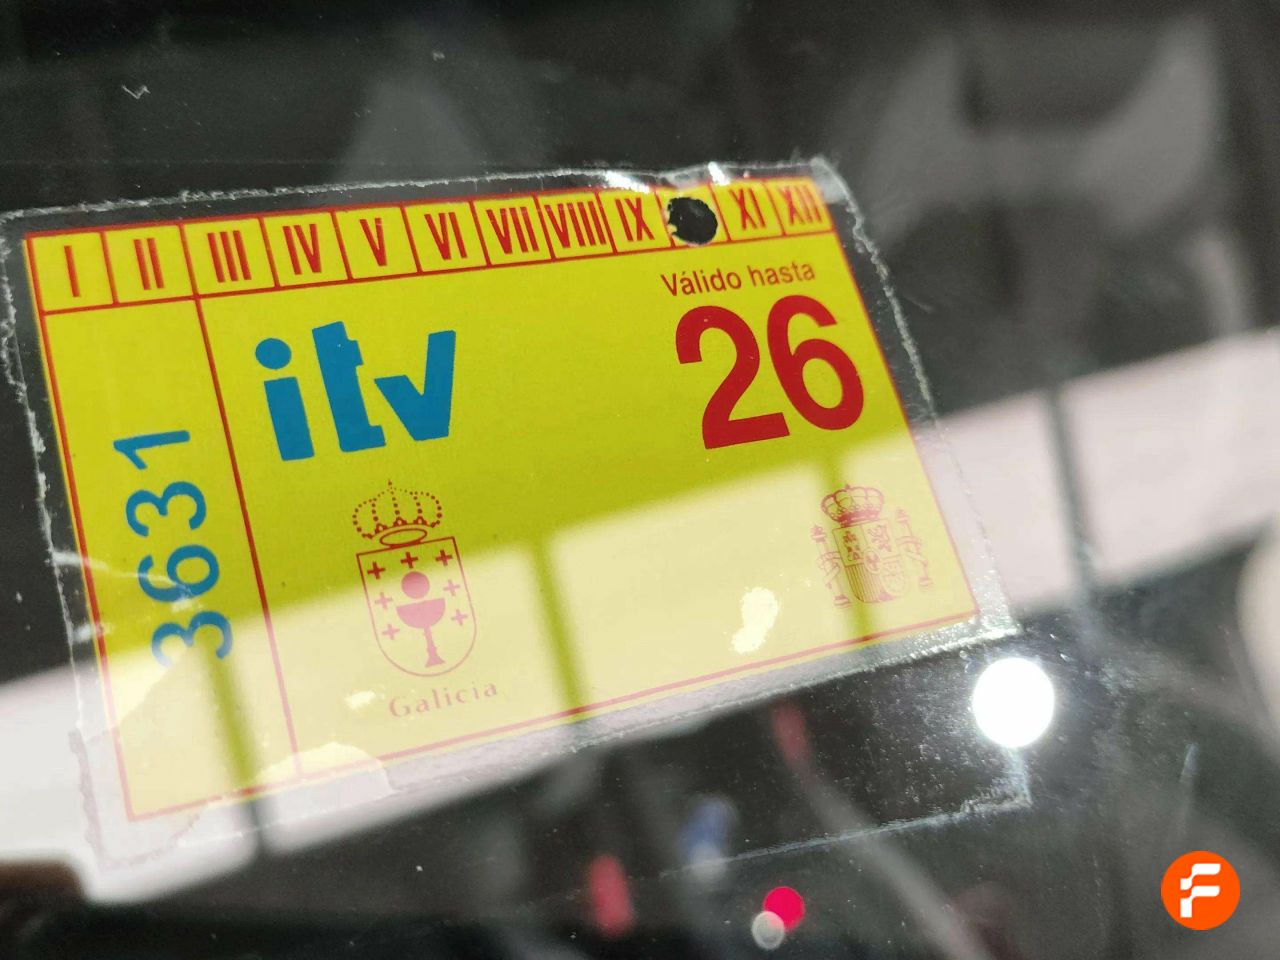 I II III IV V VI VII VIII IX XI XII
Válido hasta
26
itv
3631
Galicia